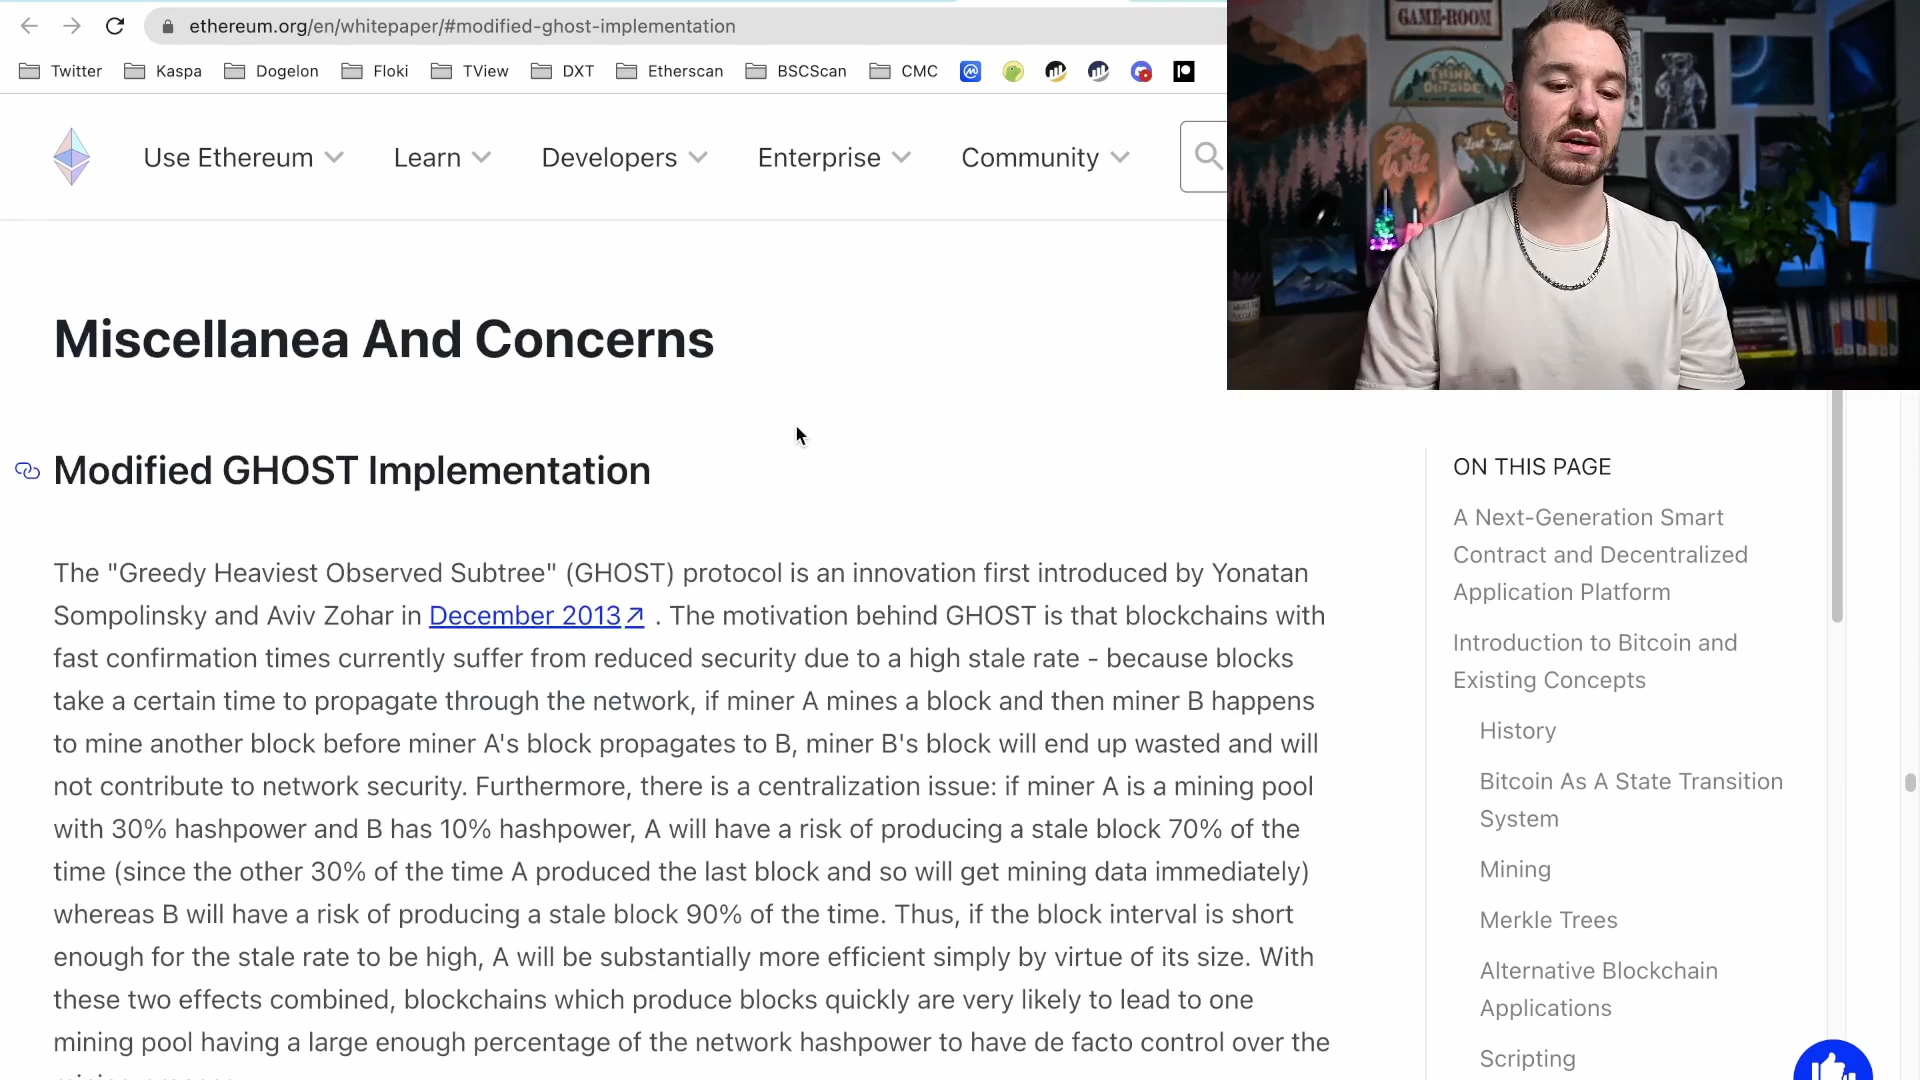 ethereum.org/en/whitepaper/#modified-ghost-implementation
Twitter Kaspa Dogelon Floki TView DXT Etherscan BSCScan CMC
Use Ethereum Learn Developers Enterprise Community
GAME-ROOM
THINK
OUTSIDE
Stay
Wild
Miscellanea And Concerns
Modified GHOST Implementation
The "Greedy Heaviest Observed Subtree" (GHOST) protocol is an innovation first introduced by Yonatan
Sompolinsky and Aviv Zohar in December 2013 . The motivation behind GHOST is that blockchains with
fast confirmation times currently suffer from reduced security due to a high stale rate - because blocks
take a certain time to propagate through the network, if miner A mines a block and then miner B happens
to mine another block before miner A's block propagates to B, miner B's block will end up wasted and will
not contribute to network security. Furthermore, there is a centralization issue: if miner A is a mining pool
with 30% hashpower and B has 10% hashpower, A will have a risk of producing a stale block 70% of the
time (since the other 30% of the time A produced the last block and so will get mining data immediately)
whereas B will have a risk of producing a stale block 90% of the time. Thus, if the block interval is short
enough for the stale rate to be high, A will be substantially more efficient simply by virtue of its size. With
these two effects combined, blockchains which produce blocks quickly are very likely to lead to one
mining pool having a large enough percentage of the network hashpower to have de facto control over the
ON THIS PAGE
A Next-Generation Smart
Contract and Decentralized
Application Platform
Introduction to Bitcoin and
Existing Concepts
History
Bitcoin As A State Transition
System
Mining
Merkle Trees
Alternative Blockchain
Applications
Scripting